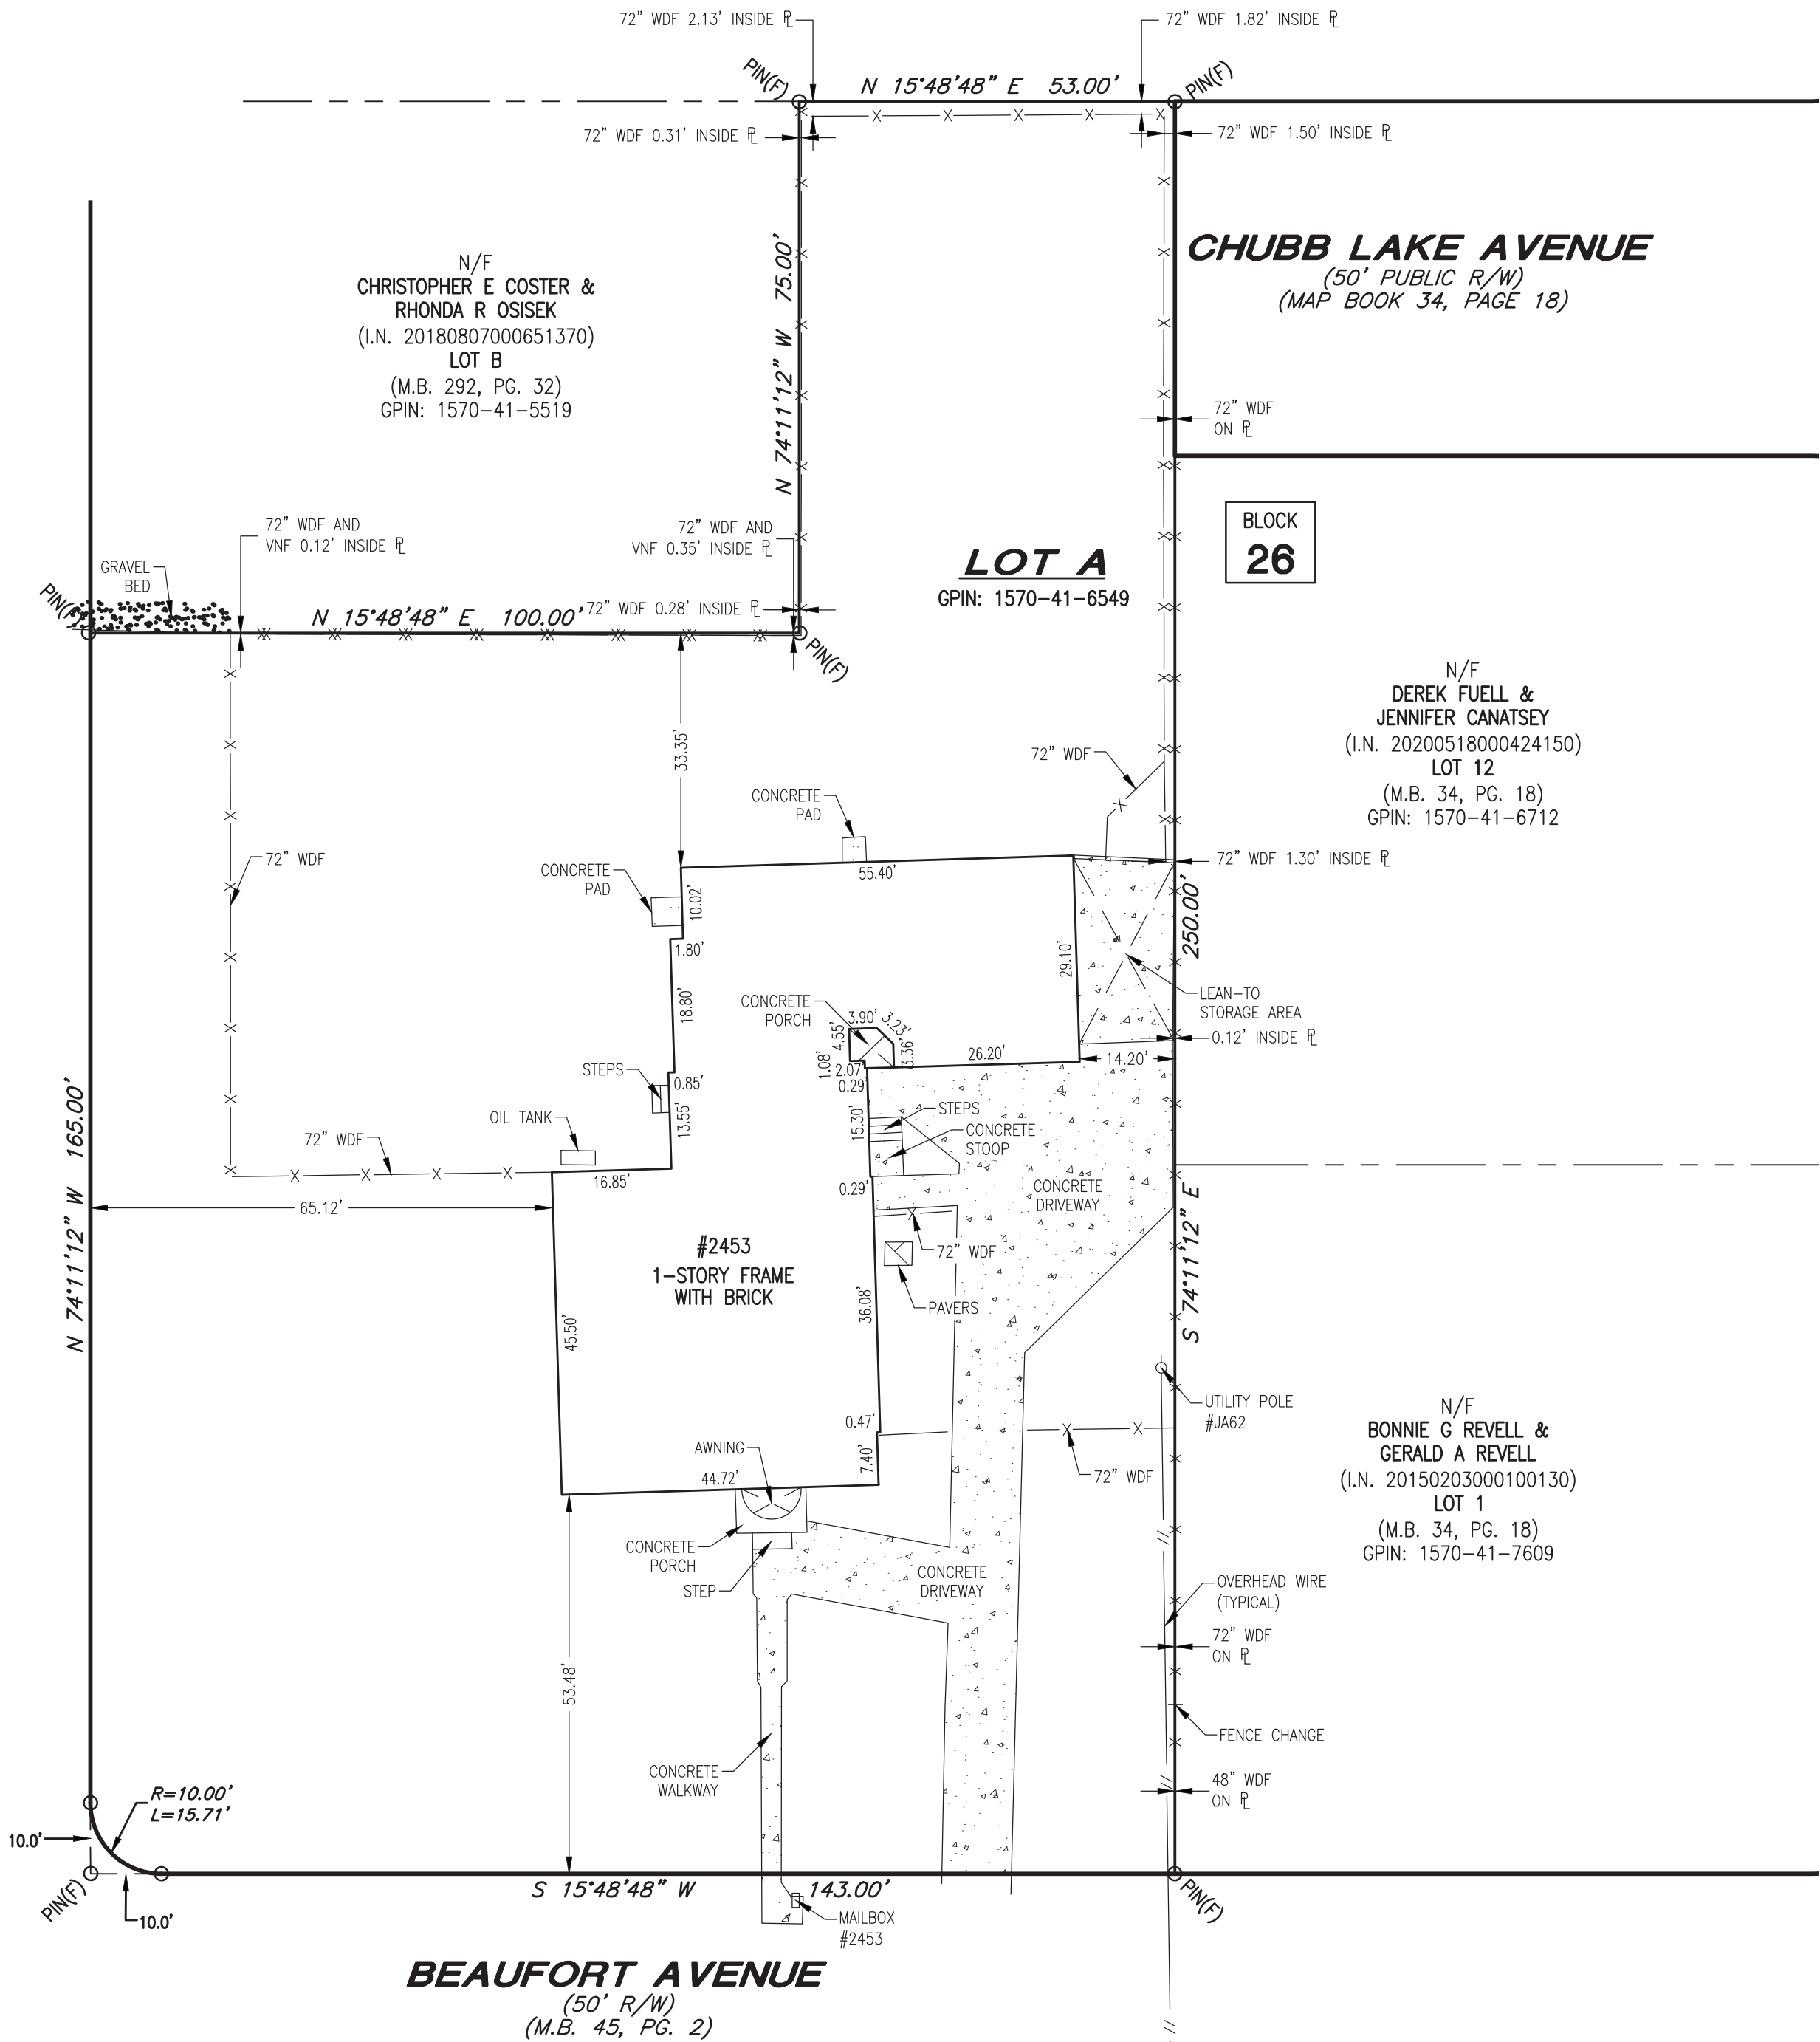 72" WDF 2.13' INSIDE ℄
72" WDF 1.82' INSIDE ℄
PIN(F)
N 15°48'48" E 53.00'
PIN(F)
72" WDF 0.31' INSIDE ℄
72" WDF 1.50' INSIDE ℄
N/F
CHRISTOPHER E COSTER &
RHONDA R OSISEK
(I.N. 20180807000651370)
LOT B
(M.B. 292, PG. 32)
GPIN: 1570-41-5519
N 74°11'12" W 75.00'
CHUBB LAKE AVENUE
(50' PUBLIC R/W)
(MAP BOOK 34, PAGE 18)
72" WDF
ON ℄
BLOCK
26
72" WDF AND
VNF 0.12' INSIDE ℄
72" WDF AND
VNF 0.35' INSIDE ℄
LOT A
GPIN: 1570-41-6549
GRAVEL
BED
PIN(F)
N 15°48'48" E 100.00'
72" WDF 0.28' INSIDE ℄
PIN(F)
N/F
DEREK FUELL &
JENNIFER CANATSEY
(I.N. 20200518000424150)
LOT 12
(M.B. 34, PG. 18)
GPIN: 1570-41-6712
33.35'
72" WDF
CONCRETE
PAD
72" WDF
CONCRETE
PAD
72" WDF 1.30' INSIDE ℄
55.40'
10.02'
1.80'
250.00'
29.10'
18.80'
LEAN-TO
STORAGE AREA
CONCRETE
PORCH
3.90'
3.23'
4.55'
3.36'
1.08'
2.07'
0.12' INSIDE ℄
26.20'
14.20'
STEPS
0.85'
0.29'
13.55'
15.30'
STEPS
CONCRETE
STOOP
OIL TANK
72" WDF
N 74°11'12" W 165.00'
16.85'
0.29'
CONCRETE
DRIVEWAY
65.12'
#2453
1-STORY FRAME
WITH BRICK
72" WDF
S 74°11'12" E
PAVERS
36.08'
45.50'
UTILITY POLE
#JA62
0.47'
AWNING
7.40'
72" WDF
44.72'
N/F
BONNIE G REVELL &
GERALD A REVELL
(I.N. 20150203000100130)
LOT 1
(M.B. 34, PG. 18)
GPIN: 1570-41-7609
CONCRETE
PORCH
STEP
CONCRETE
DRIVEWAY
OVERHEAD WIRE
(TYPICAL)
72" WDF
ON ℄
53.48'
FENCE CHANGE
CONCRETE
WALKWAY
48" WDF
ON ℄
R=10.00'
L=15.71'
10.0'
PIN(F)
10.0'
S 15°48'48" W 143.00'
PIN(F)
MAILBOX
#2453
BEAUFORT AVENUE
(50' R/W)
(M.B. 45, PG. 2)